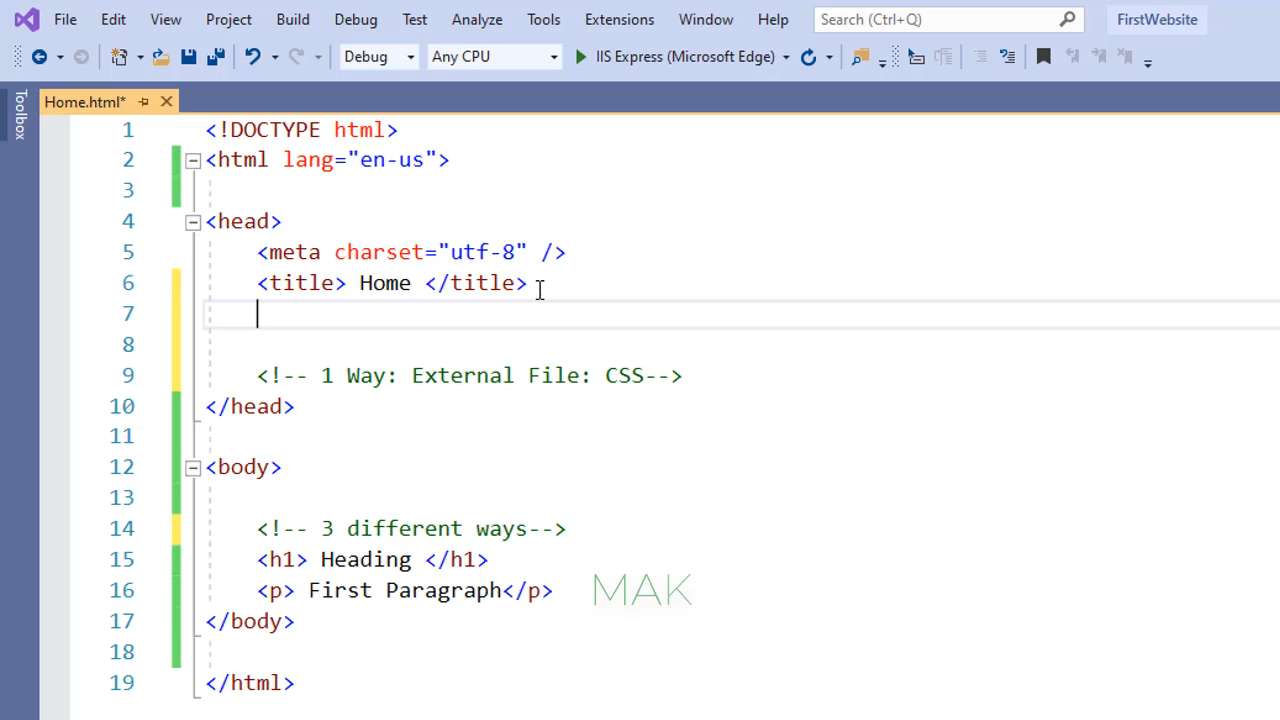 File Edit View Project Build Debug Test Analyze Tools Extensions Window Help Search (Ctrl+Q) FirstWebsite
Debug Any CPU IIS Express (Microsoft Edge)
Toolbox
Home.html*
1 <!DOCTYPE html>
2 <html lang="en-us">
3
4 <head>
5 <meta charset="utf-8" />
6 <title> Home </title>
7
8
9 <!-- 1 Way: External File: CSS-->
10 </head>
11
12 <body>
13
14 <!-- 3 different ways-->
15 <h1> Heading </h1>
16 <p> First Paragraph</p>
MAK
17 </body>
18
19 </html>